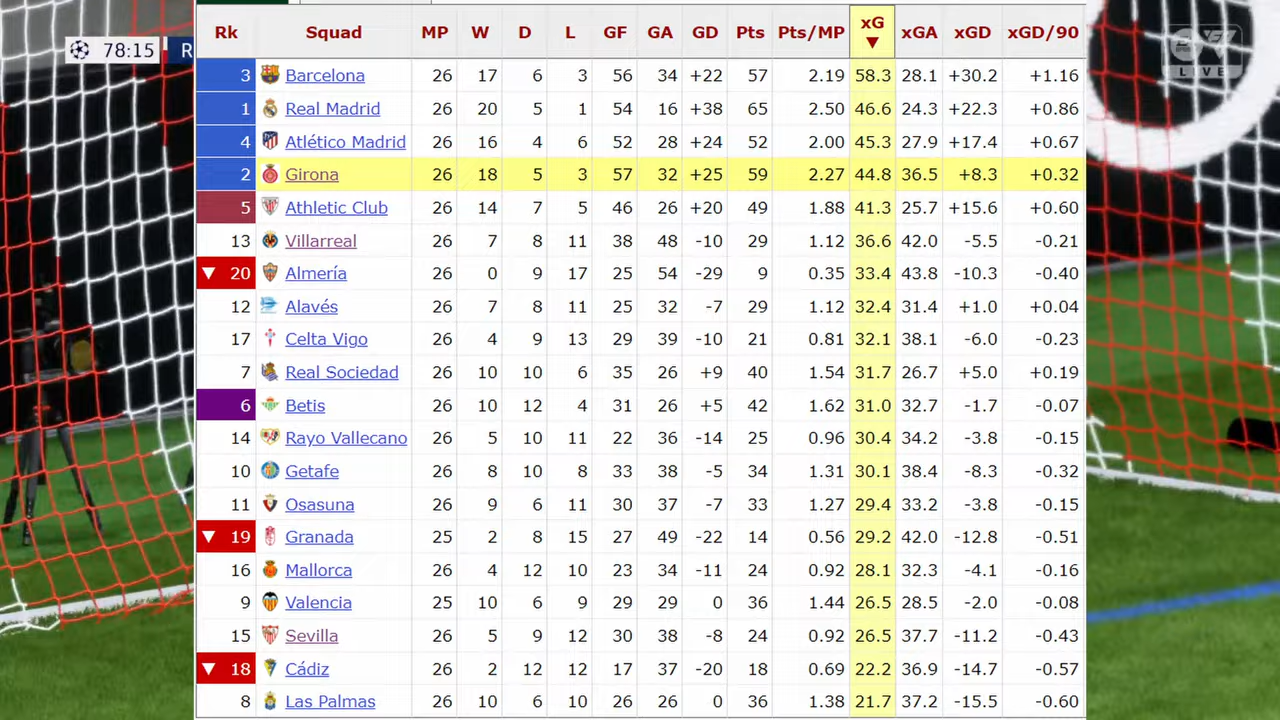 78:15 R
LIVE
Rk Squad MP W D L GF GA GD Pts Pts/MP xG ▼ xGA xGD xGD/90
3 Barcelona 26 17 6 3 56 34 +22 57 2.19 58.3 28.1 +30.2 +1.16
1 Real Madrid 26 20 5 1 54 16 +38 65 2.50 46.6 24.3 +22.3 +0.86
4 Atlético Madrid 26 16 4 6 52 28 +24 52 2.00 45.3 27.9 +17.4 +0.67
2 Girona 26 18 5 3 57 32 +25 59 2.27 44.8 36.5 +8.3 +0.32
5 Athletic Club 26 14 7 5 46 26 +20 49 1.88 41.3 25.7 +15.6 +0.60
13 Villarreal 26 7 8 11 38 48 -10 29 1.12 36.6 42.0 -5.5 -0.21
▼ 20 Almería 26 0 9 17 25 54 -29 9 0.35 33.4 43.8 -10.3 -0.40
12 Alavés 26 7 8 11 25 32 -7 29 1.12 32.4 31.4 +1.0 +0.04
17 Celta Vigo 26 4 9 13 29 39 -10 21 0.81 32.1 38.1 -6.0 -0.23
7 Real Sociedad 26 10 10 6 35 26 +9 40 1.54 31.7 26.7 +5.0 +0.19
6 Betis 26 10 12 4 31 26 +5 42 1.62 31.0 32.7 -1.7 -0.07
14 Rayo Vallecano 26 5 10 11 22 36 -14 25 0.96 30.4 34.2 -3.8 -0.15
10 Getafe 26 8 10 8 33 38 -5 34 1.31 30.1 38.4 -8.3 -0.32
11 Osasuna 26 9 6 11 30 37 -7 33 1.27 29.4 33.2 -3.8 -0.15
▼ 19 Granada 25 2 8 15 27 49 -22 14 0.56 29.2 42.0 -12.8 -0.51
16 Mallorca 26 4 12 10 23 34 -11 24 0.92 28.1 32.3 -4.1 -0.16
9 Valencia 25 10 6 9 29 29 0 36 1.44 26.5 28.5 -2.0 -0.08
15 Sevilla 26 5 9 12 30 38 -8 24 0.92 26.5 37.7 -11.2 -0.43
▼ 18 Cádiz 26 2 12 12 17 37 -20 18 0.69 22.2 36.9 -14.7 -0.57
8 Las Palmas 26 10 6 10 26 26 0 36 1.38 21.7 37.2 -15.5 -0.60